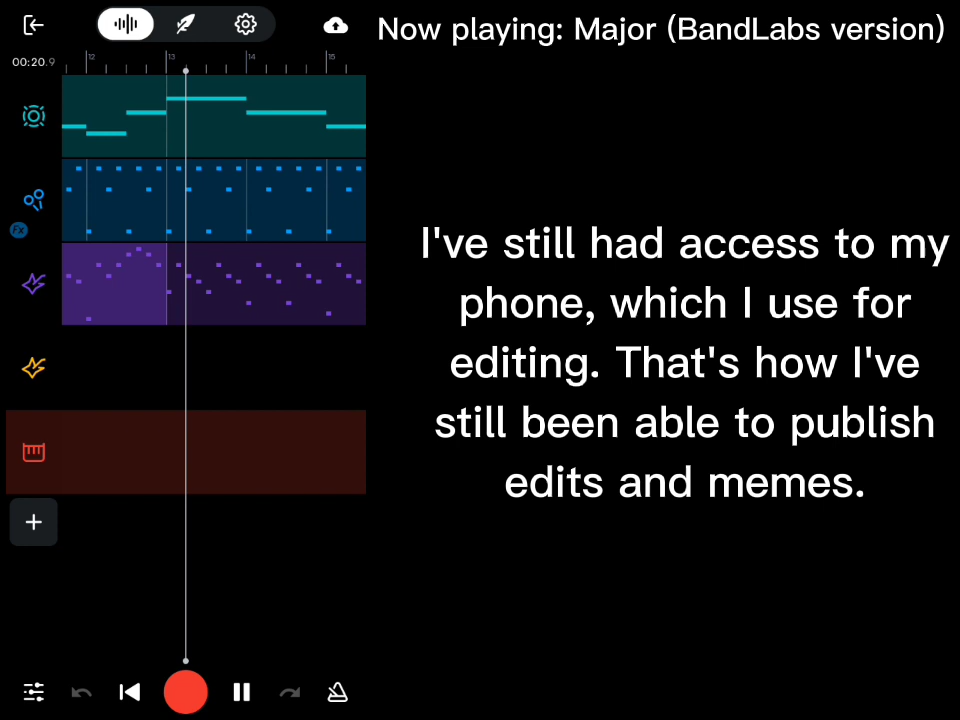 Now playing: Major (BandLabs version)
00:20.9
12
13
14
15
Fx
I've still had access to my
phone, which I use for
editing. That's how I've
still been able to publish
edits and memes.